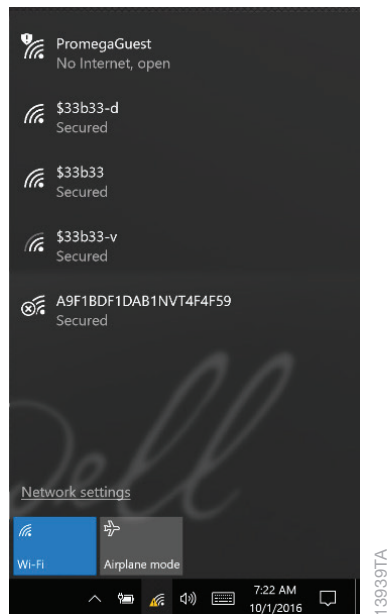 PromegaGuest
No Internet, open
$33b33-d
Secured
$33b33
Secured
$33b33-v
Secured
A9F1BDF1DAB1NVT4F4F59
Secured
Dell
Network settings
Wi-Fi
Airplane mode
7:22 AM
10/1/2016
13939TA